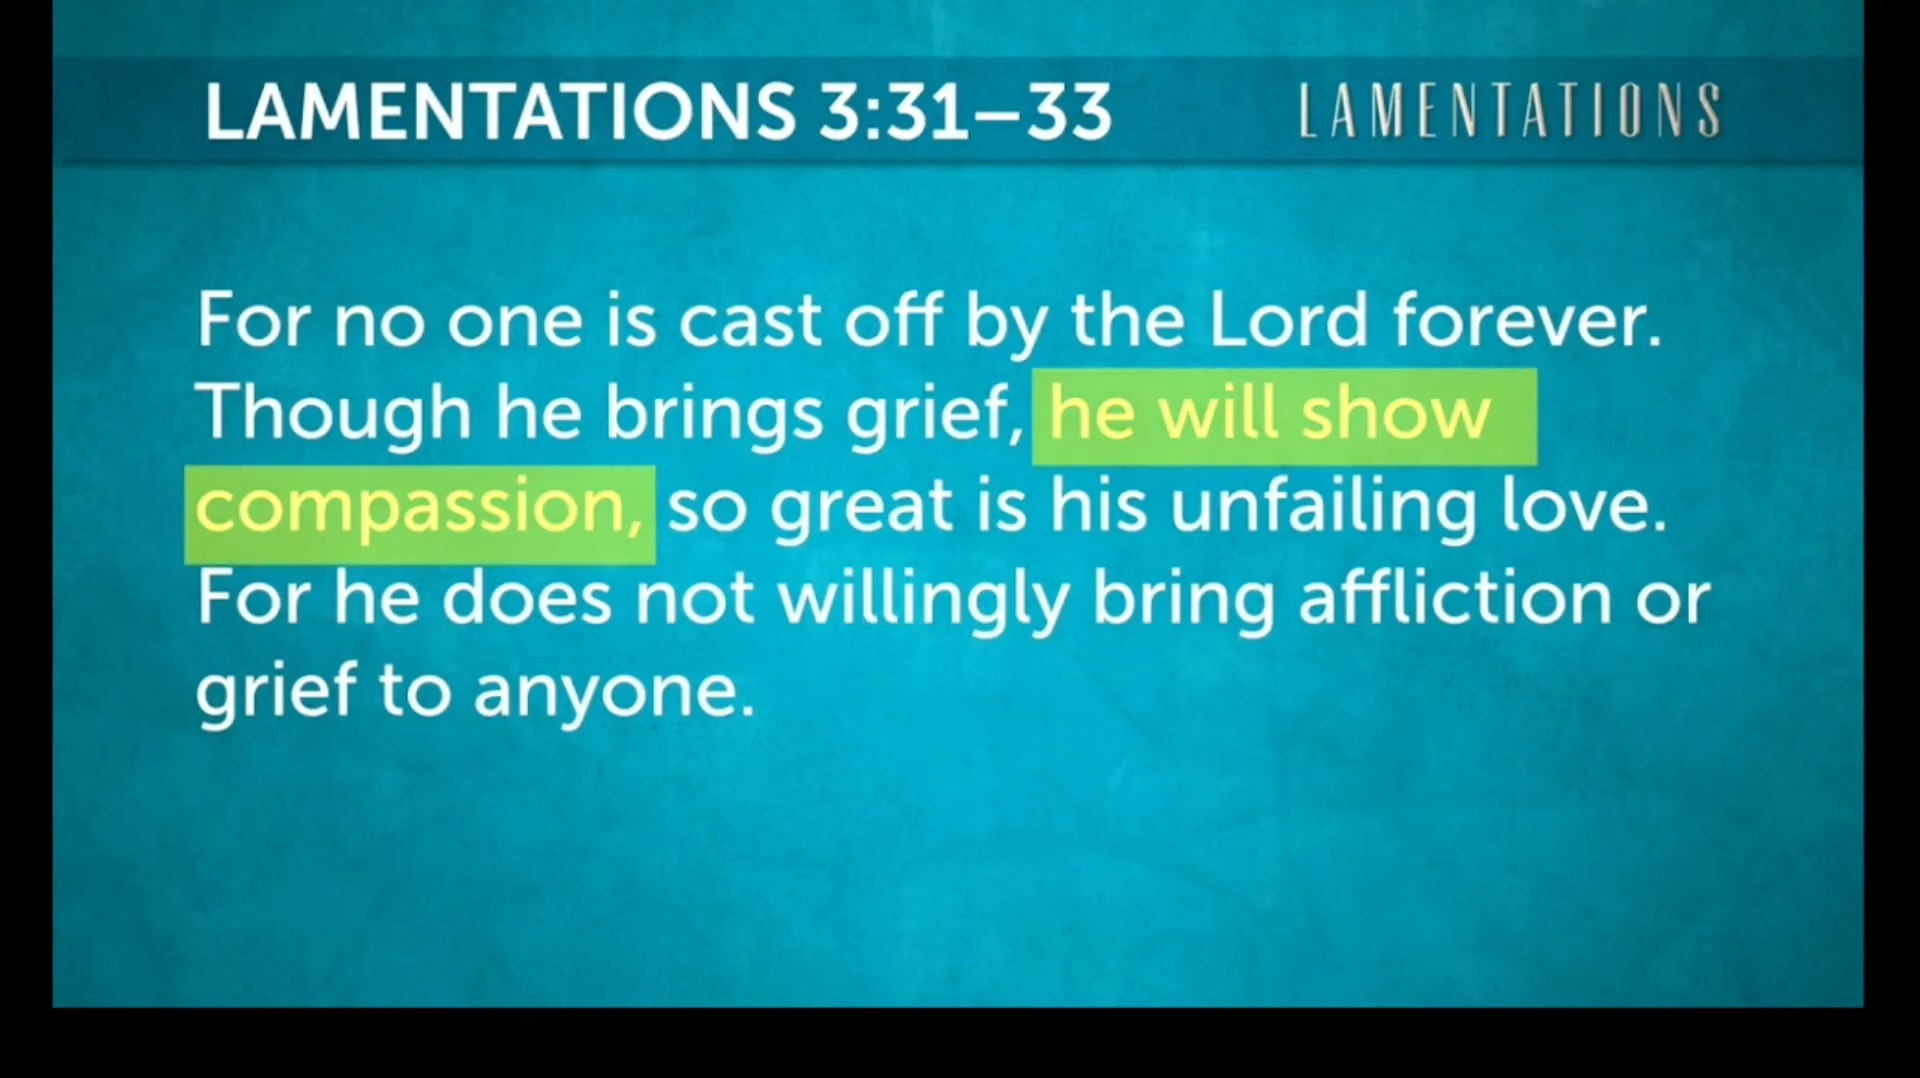 LAMENTATIONS 3:31–33
LAMENTATIONS
For no one is cast off by the Lord forever.
Though he brings grief, he will show
compassion, so great is his unfailing love.
For he does not willingly bring affliction or
grief to anyone.